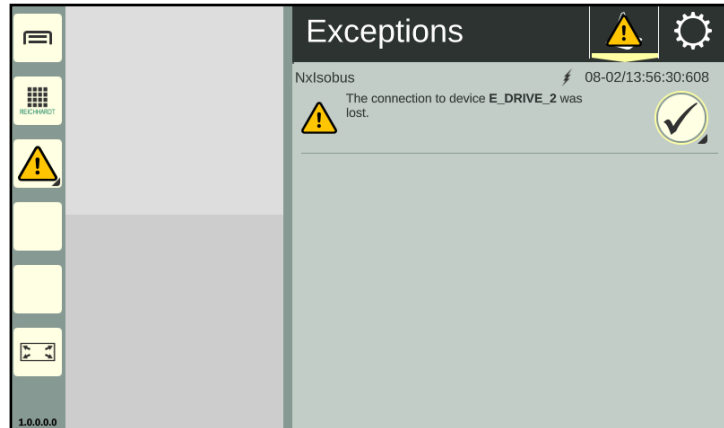 Exceptions
NxIsobus
08-02/13:56:30:608
The connection to device E_DRIVE_2 was
lost.
REICHHARDT
1.0.0.0.0